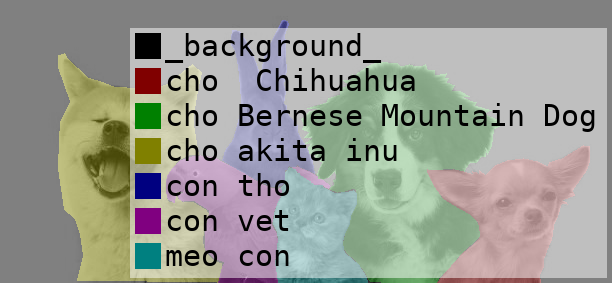 _background_
cho  Chihuahua
cho Bernese Mountain Dog
cho akita inu
con tho
con vet
meo con